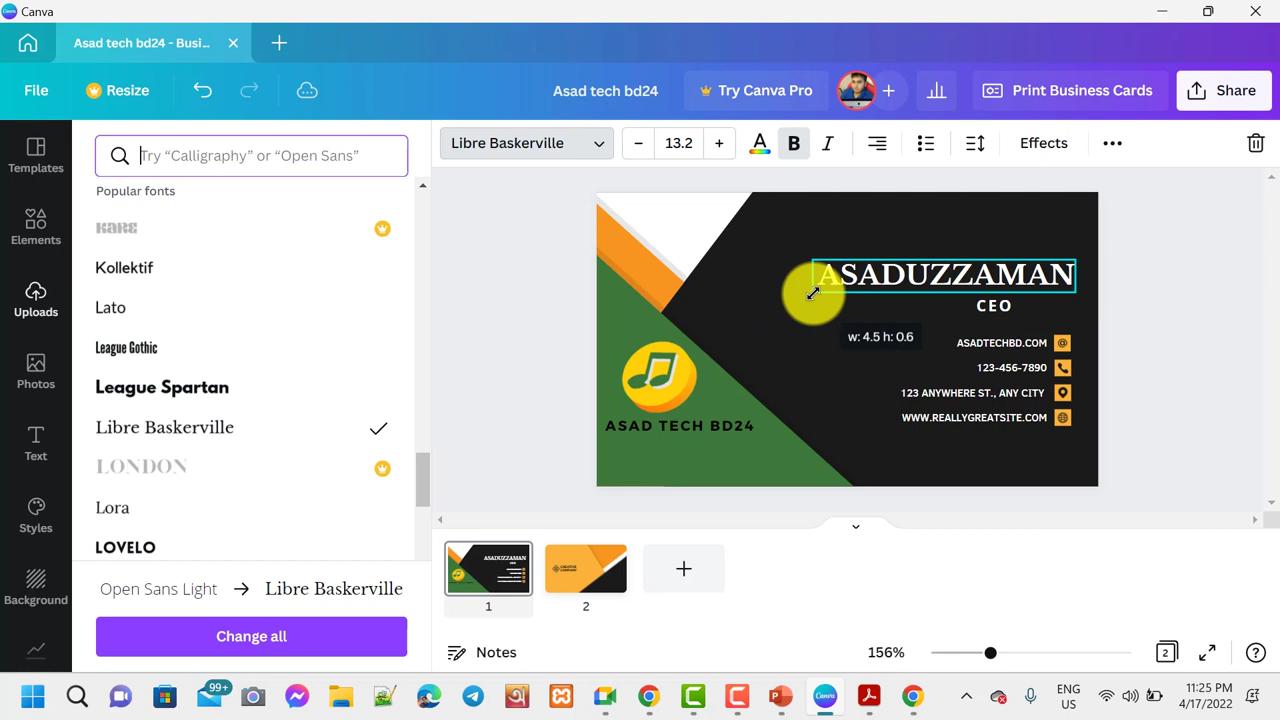 Canva
Asad tech bd24 - Busi...
File
Resize
Asad tech bd24
Try Canva Pro
Print Business Cards
Share
Templates
Elements
Uploads
Photos
Text
Styles
Background
Try “Calligraphy” or “Open Sans”
Popular fonts
KARE
Kollektif
Lato
League Gothic
League Spartan
Libre Baskerville
LONDON
Lora
LOVELO
Open Sans Light → Libre Baskerville
Change all
Libre Baskerville
– 13.2 +
A B I
Effects
ASADUZZAMAN
CEO
w: 4.5 h: 0.6
ASADTECHBD.COM
123-456-7890
123 ANYWHERE ST., ANY CITY
WWW.REALLYGREATSITE.COM
ASAD TECH BD24
1
2
Notes
156%
2
99+
ENG
US
11:25 PM
4/17/2022